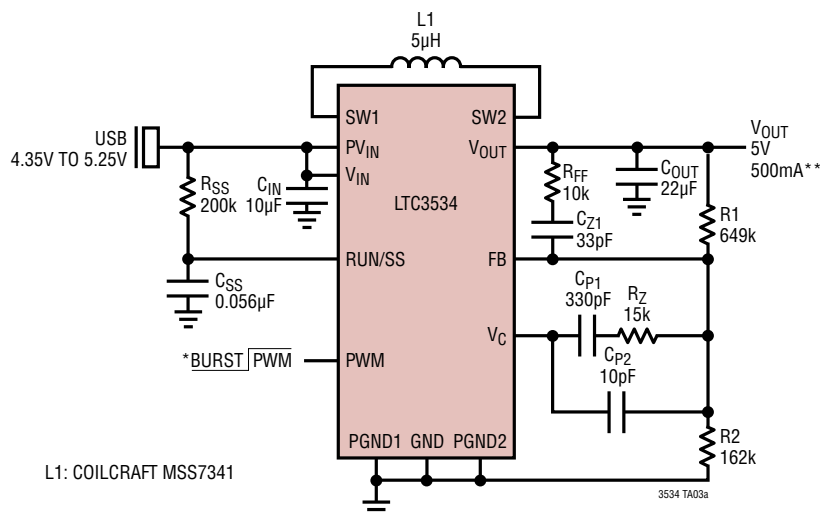 L1
5µH
SW1
SW2
USB
4.35V TO 5.25V
PVIN
VIN
VOUT
VOUT
5V
500mA**
RSS
200k
CIN
10µF
LTC3534
RFF
10k
COUT
22µF
CZ1
33pF
R1
649k
RUN/SS
FB
CSS
0.056µF
CP1
330pF
RZ
15k
VC
*BURST PWM
PWM
CP2
10pF
PGND1 GND PGND2
R2
162k
L1: COILCRAFT MSS7341
3534 TA03a